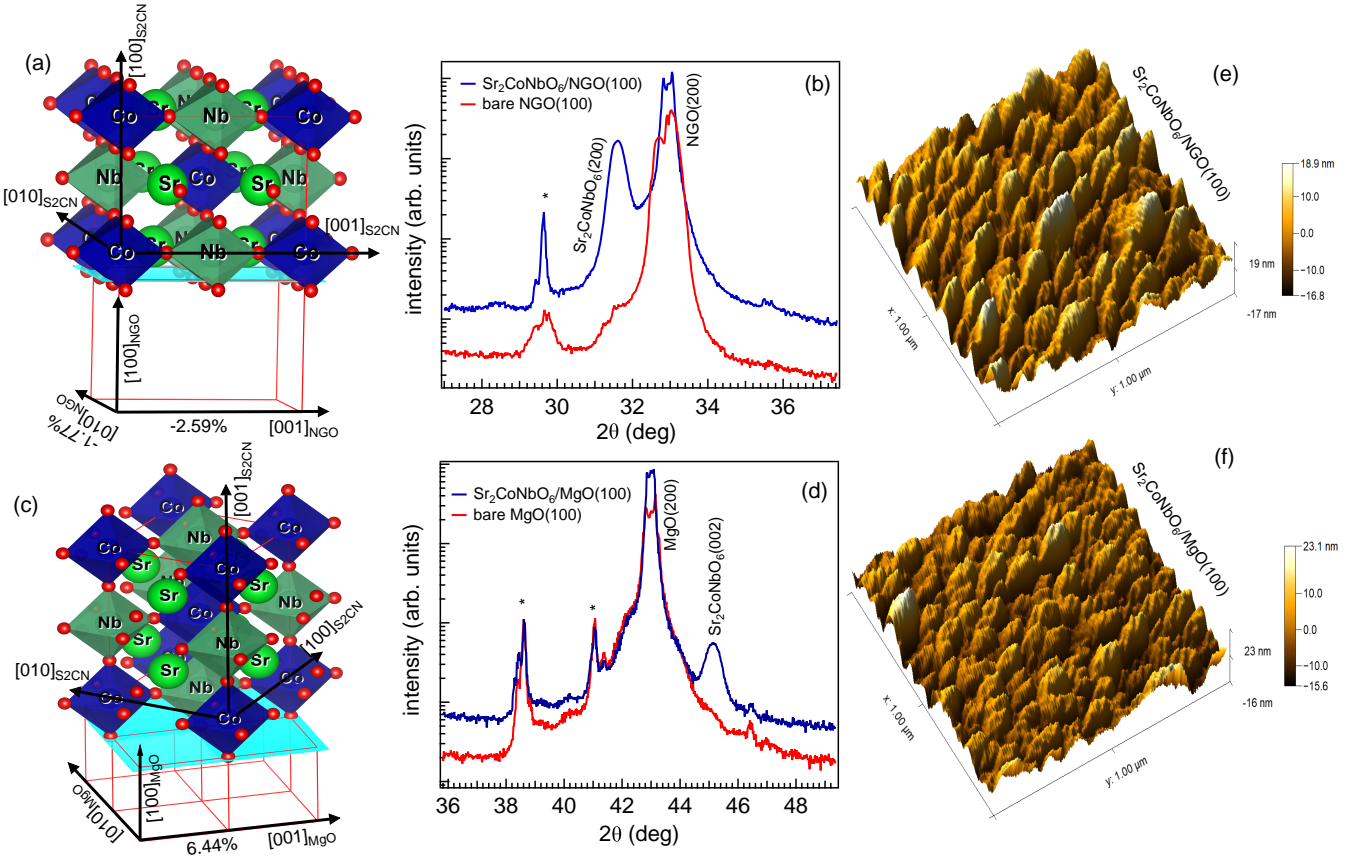 (a)
[100]S2CN
Co
Nb
Co
Sr
Sr
Nb
Sr
Co
Sr
Nb
[010]S2CN
[001]S2CN
Co
Nb
Co
[100]NGO
[010]NGO
-1.77%
-2.59%
[001]NGO
(b)
Sr₂CoNbO₆/NGO(100)
bare NGO(100)
intensity (arb. units)
*
Sr₂CoNbO₆(200)
NGO(200)
28 30 32 34 36
2θ (deg)
(e)
Sr₂CoNbO₆/NGO(100)
18.9 nm
10.0
0.0
−10.0
−16.8
19 nm
-17 nm
x: 1.00 µm
y: 1.00 µm
(c)
[001]S2CN
Co
Nb
Co
Co
Co
Sr
Sr
Sr
Nb
Co
Nb
Nb
Sr
Sr
Sr
Nb
[100]S2CN
[010]S2CN
Co
Co
Co
[100]MgO
[010]MgO
6.44%
[001]MgO
(d)
Sr₂CoNbO₆/MgO(100)
bare MgO(100)
intensity (arb. units)
*
*
MgO(200)
Sr₂CoNbO₆(002)
36 38 40 42 44 46 48
2θ (deg)
(f)
Sr₂CoNbO₆/MgO(100)
23.1 nm
10.0
0.0
−10.0
−15.6
23 nm
-16 nm
x: 1.00 µm
y: 1.00 µm